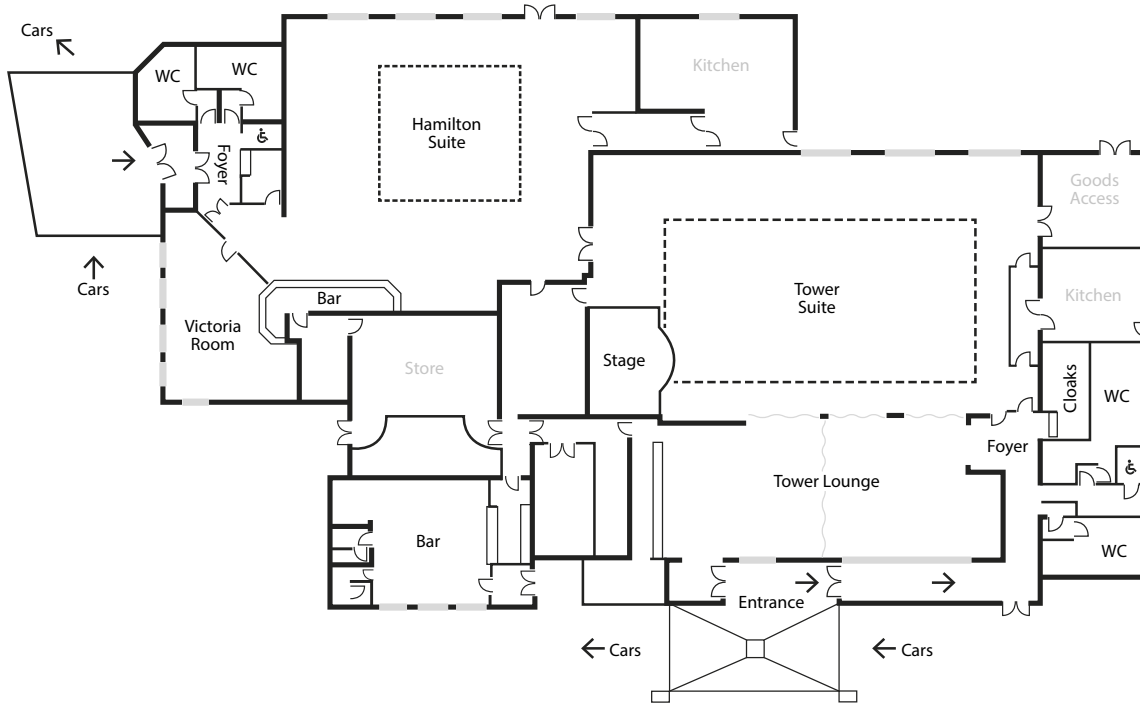 Cars
WC
WC
Kitchen
Hamilton
Suite
Foyer
Goods
Access
Cars
Bar
Tower
Suite
Kitchen
Victoria
Room
Stage
Store
Cloaks
WC
Foyer
Tower Lounge
Bar
WC
Entrance
Cars
Cars